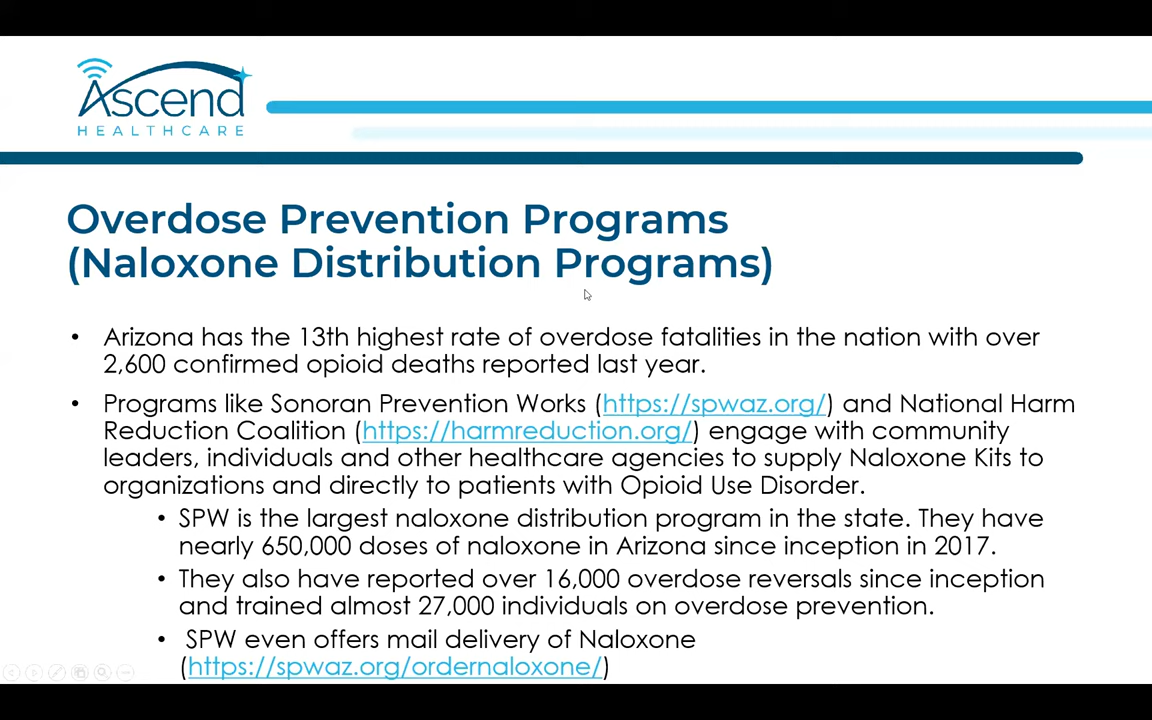 Ascend
HEALTHCARE
Overdose Prevention Programs
(Naloxone Distribution Programs)
• Arizona has the 13th highest rate of overdose fatalities in the nation with over
2,600 confirmed opioid deaths reported last year.
• Programs like Sonoran Prevention Works (https://spwaz.org/) and National Harm
Reduction Coalition (https://harmreduction.org/) engage with community
leaders, individuals and other healthcare agencies to supply Naloxone Kits to
organizations and directly to patients with Opioid Use Disorder.
• SPW is the largest naloxone distribution program in the state. They have
nearly 650,000 doses of naloxone in Arizona since inception in 2017.
• They also have reported over 16,000 overdose reversals since inception
and trained almost 27,000 individuals on overdose prevention.
• SPW even offers mail delivery of Naloxone
(https://spwaz.org/ordernaloxone/)